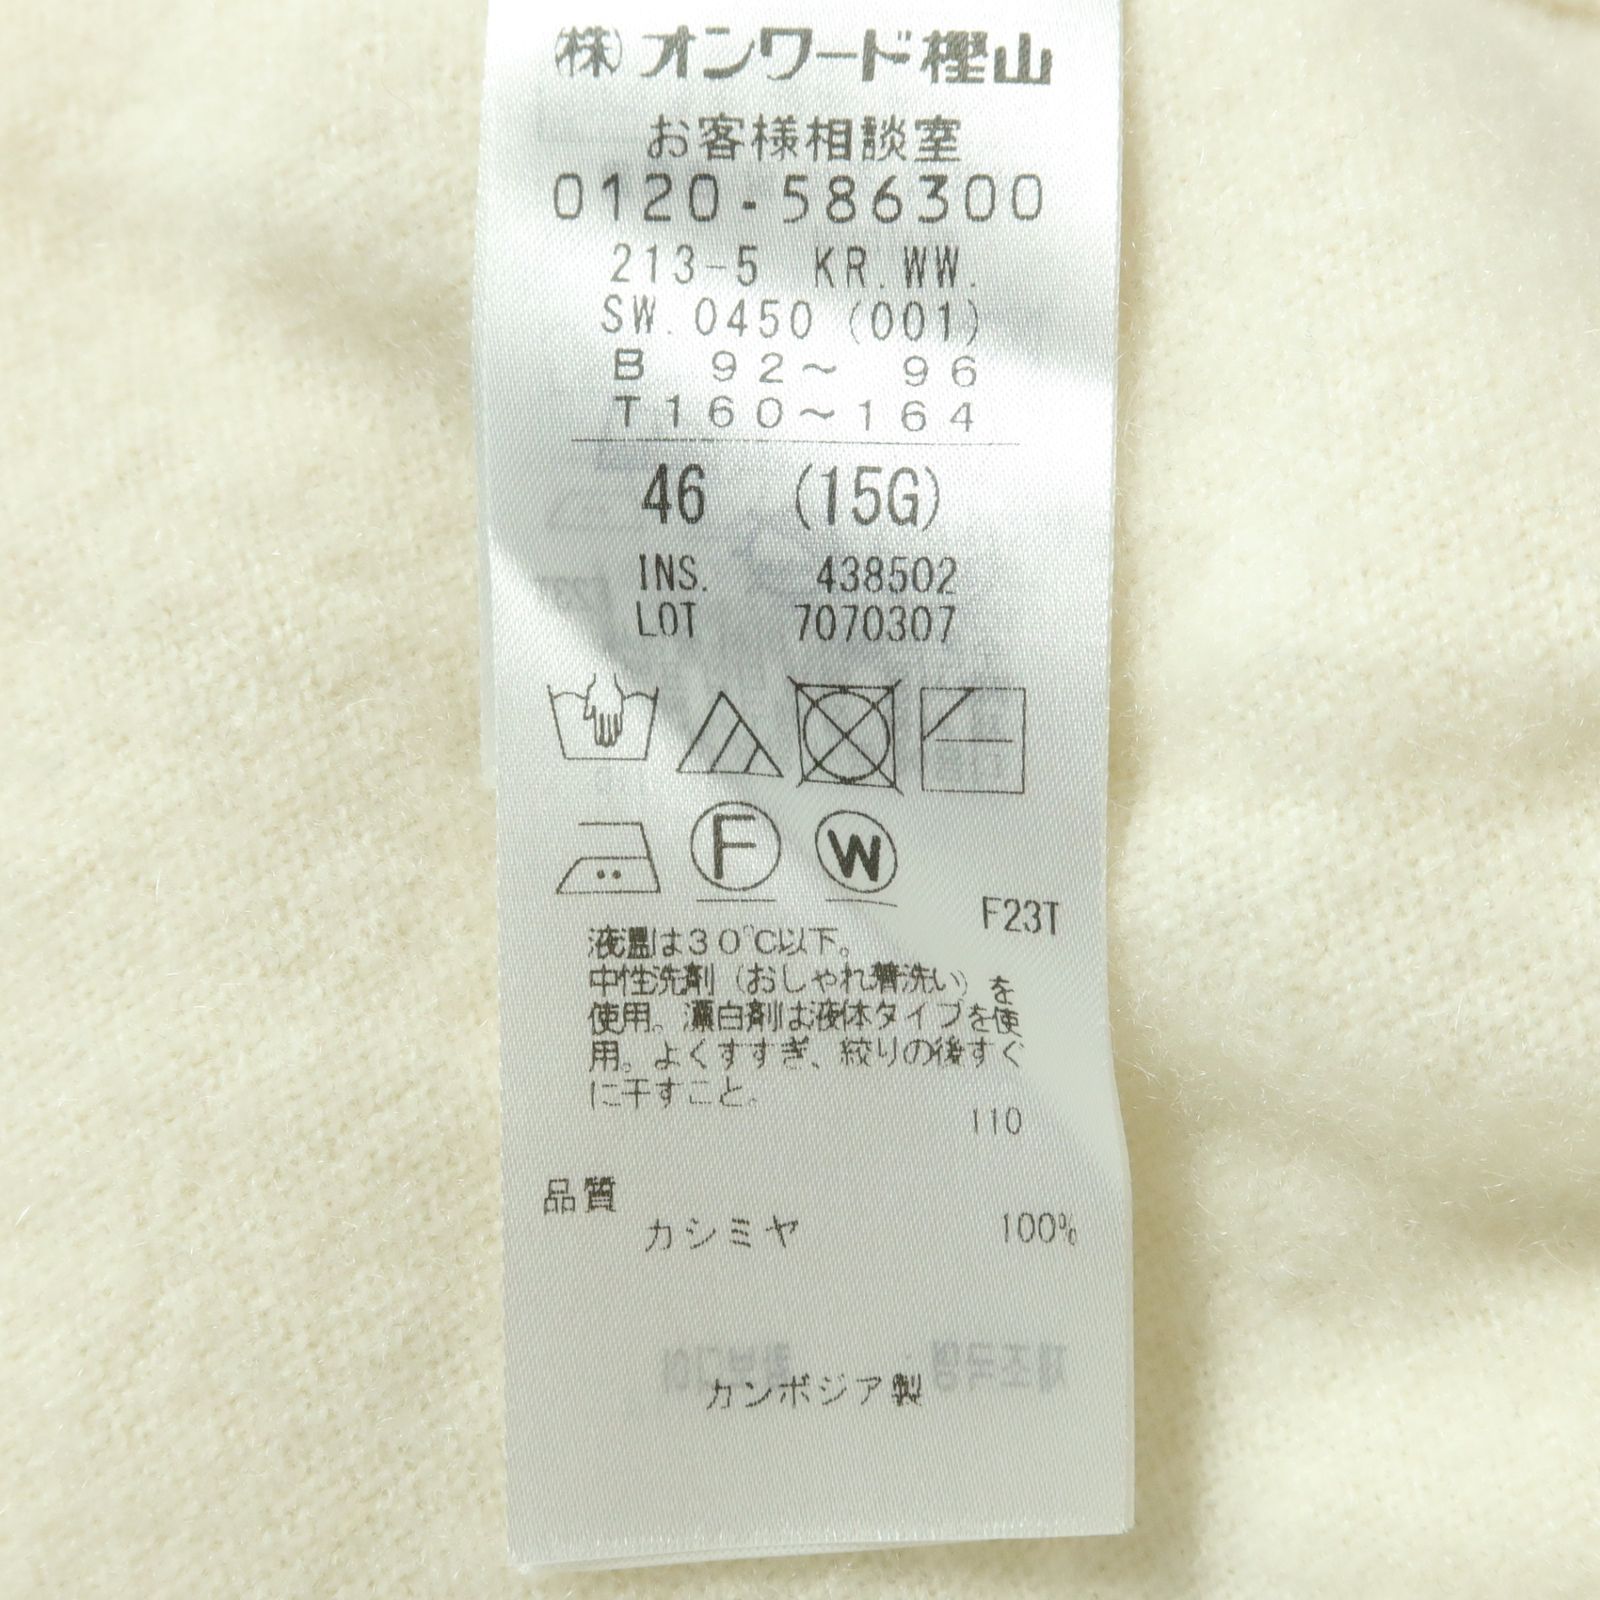 (株)オンワード樫山
お客様相談室
0120-586300
213-5 KR.WW.
SW.0450 (001)
B 92～ 96
T160～164
46 (15G)
INS. 438502
LOT 7070307
F W
F23T
液温は30℃以下。
中性洗剤（おしゃれ着洗い）を
使用。漂白剤は液体タイプを使
用。よくすすぎ、絞りの後すぐ
に干すこと。
110
品質
カシミヤ 100%
カンボジア製